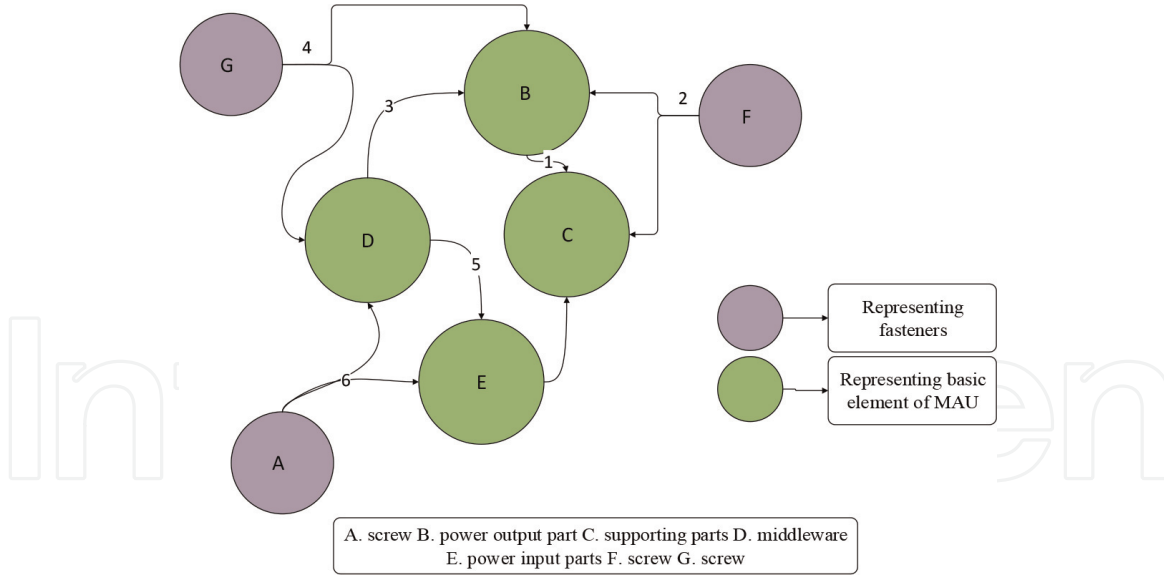 4
G
B
3
2
F
1
D
C
5
Representing
fasteners
6
E
Representing basic
element of MAU
A
A. screw B. power output part C. supporting parts D. middleware
E. power input parts F. screw G. screw